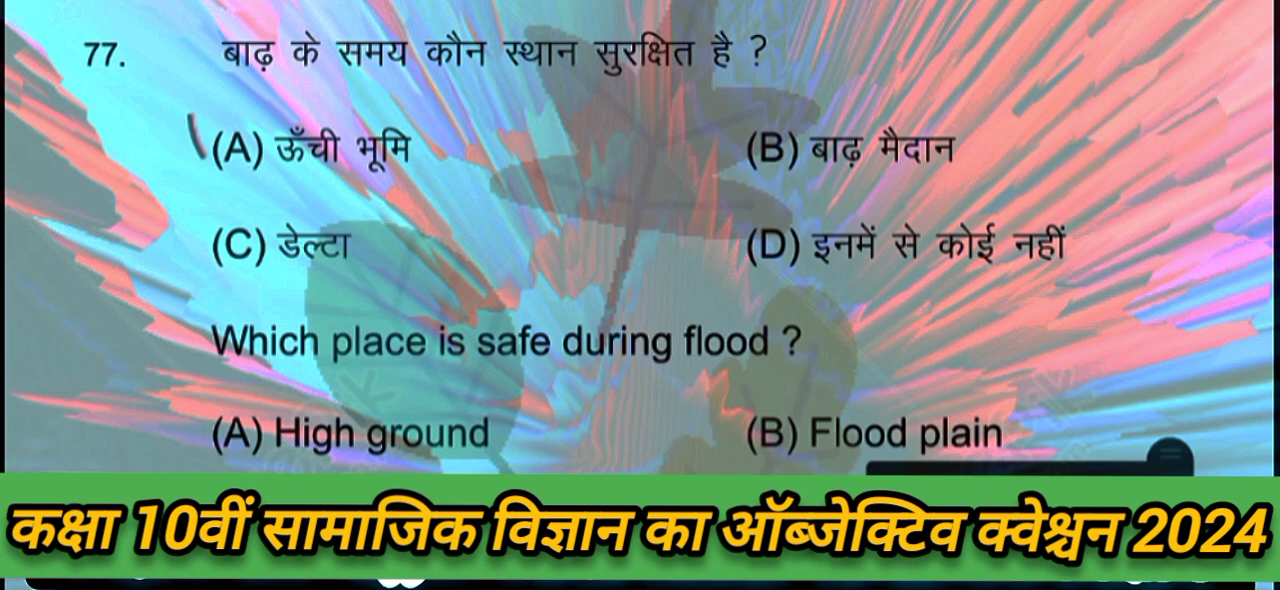 77. बाढ़ के समय कौन स्थान सुरक्षित है ?
(A) ऊँची भूमि (B) बाढ़ मैदान
(C) डेल्टा (D) इनमें से कोई नहीं
Which place is safe during flood ?
(A) High ground (B) Flood plain
कक्षा 10वीं सामाजिक विज्ञान का ऑब्जेक्टिव क्वेश्चन 2024